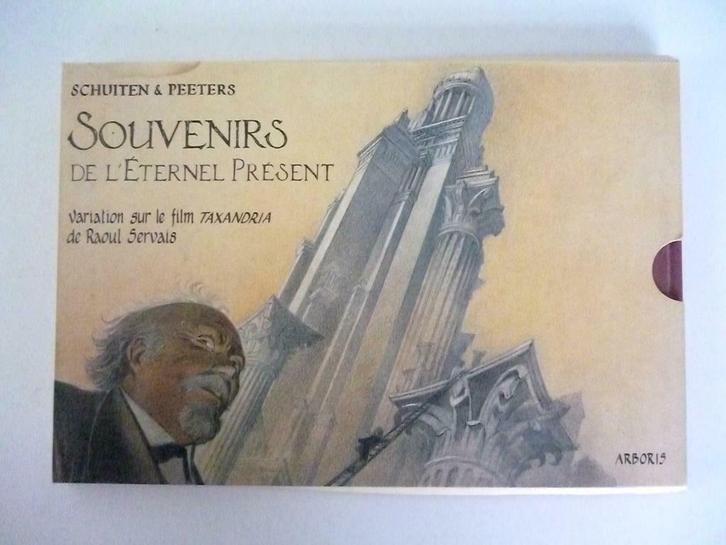 SCHUITEN & PEETERS
SOUVENIRS
DE L'ÉTERNEL PRÉSENT
Variation sur le film TAXANDRIA
de Raoul Servais
ARBORIS